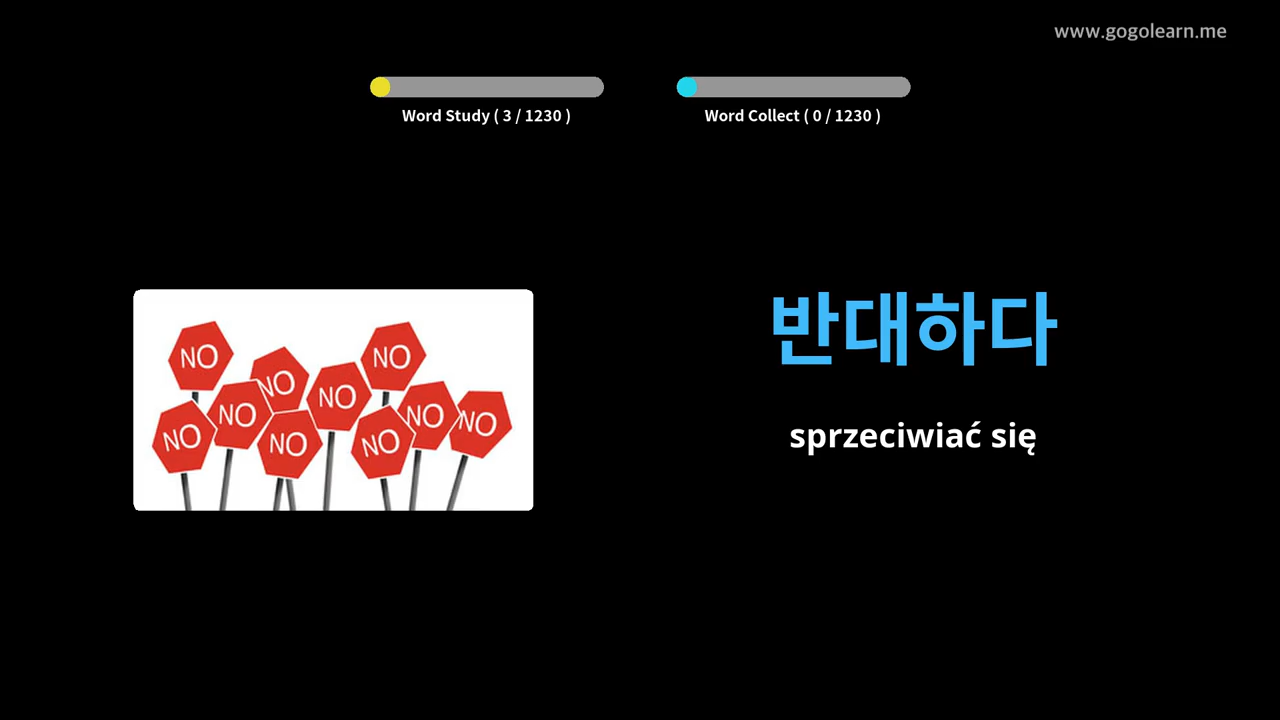 www.gogolearn.me
Word Study ( 3 / 1230 )
Word Collect ( 0 / 1230 )
NO
NO
NO
NO
NO
NO
NO
NO
NO
NO
반대하다
sprzeciwiać się